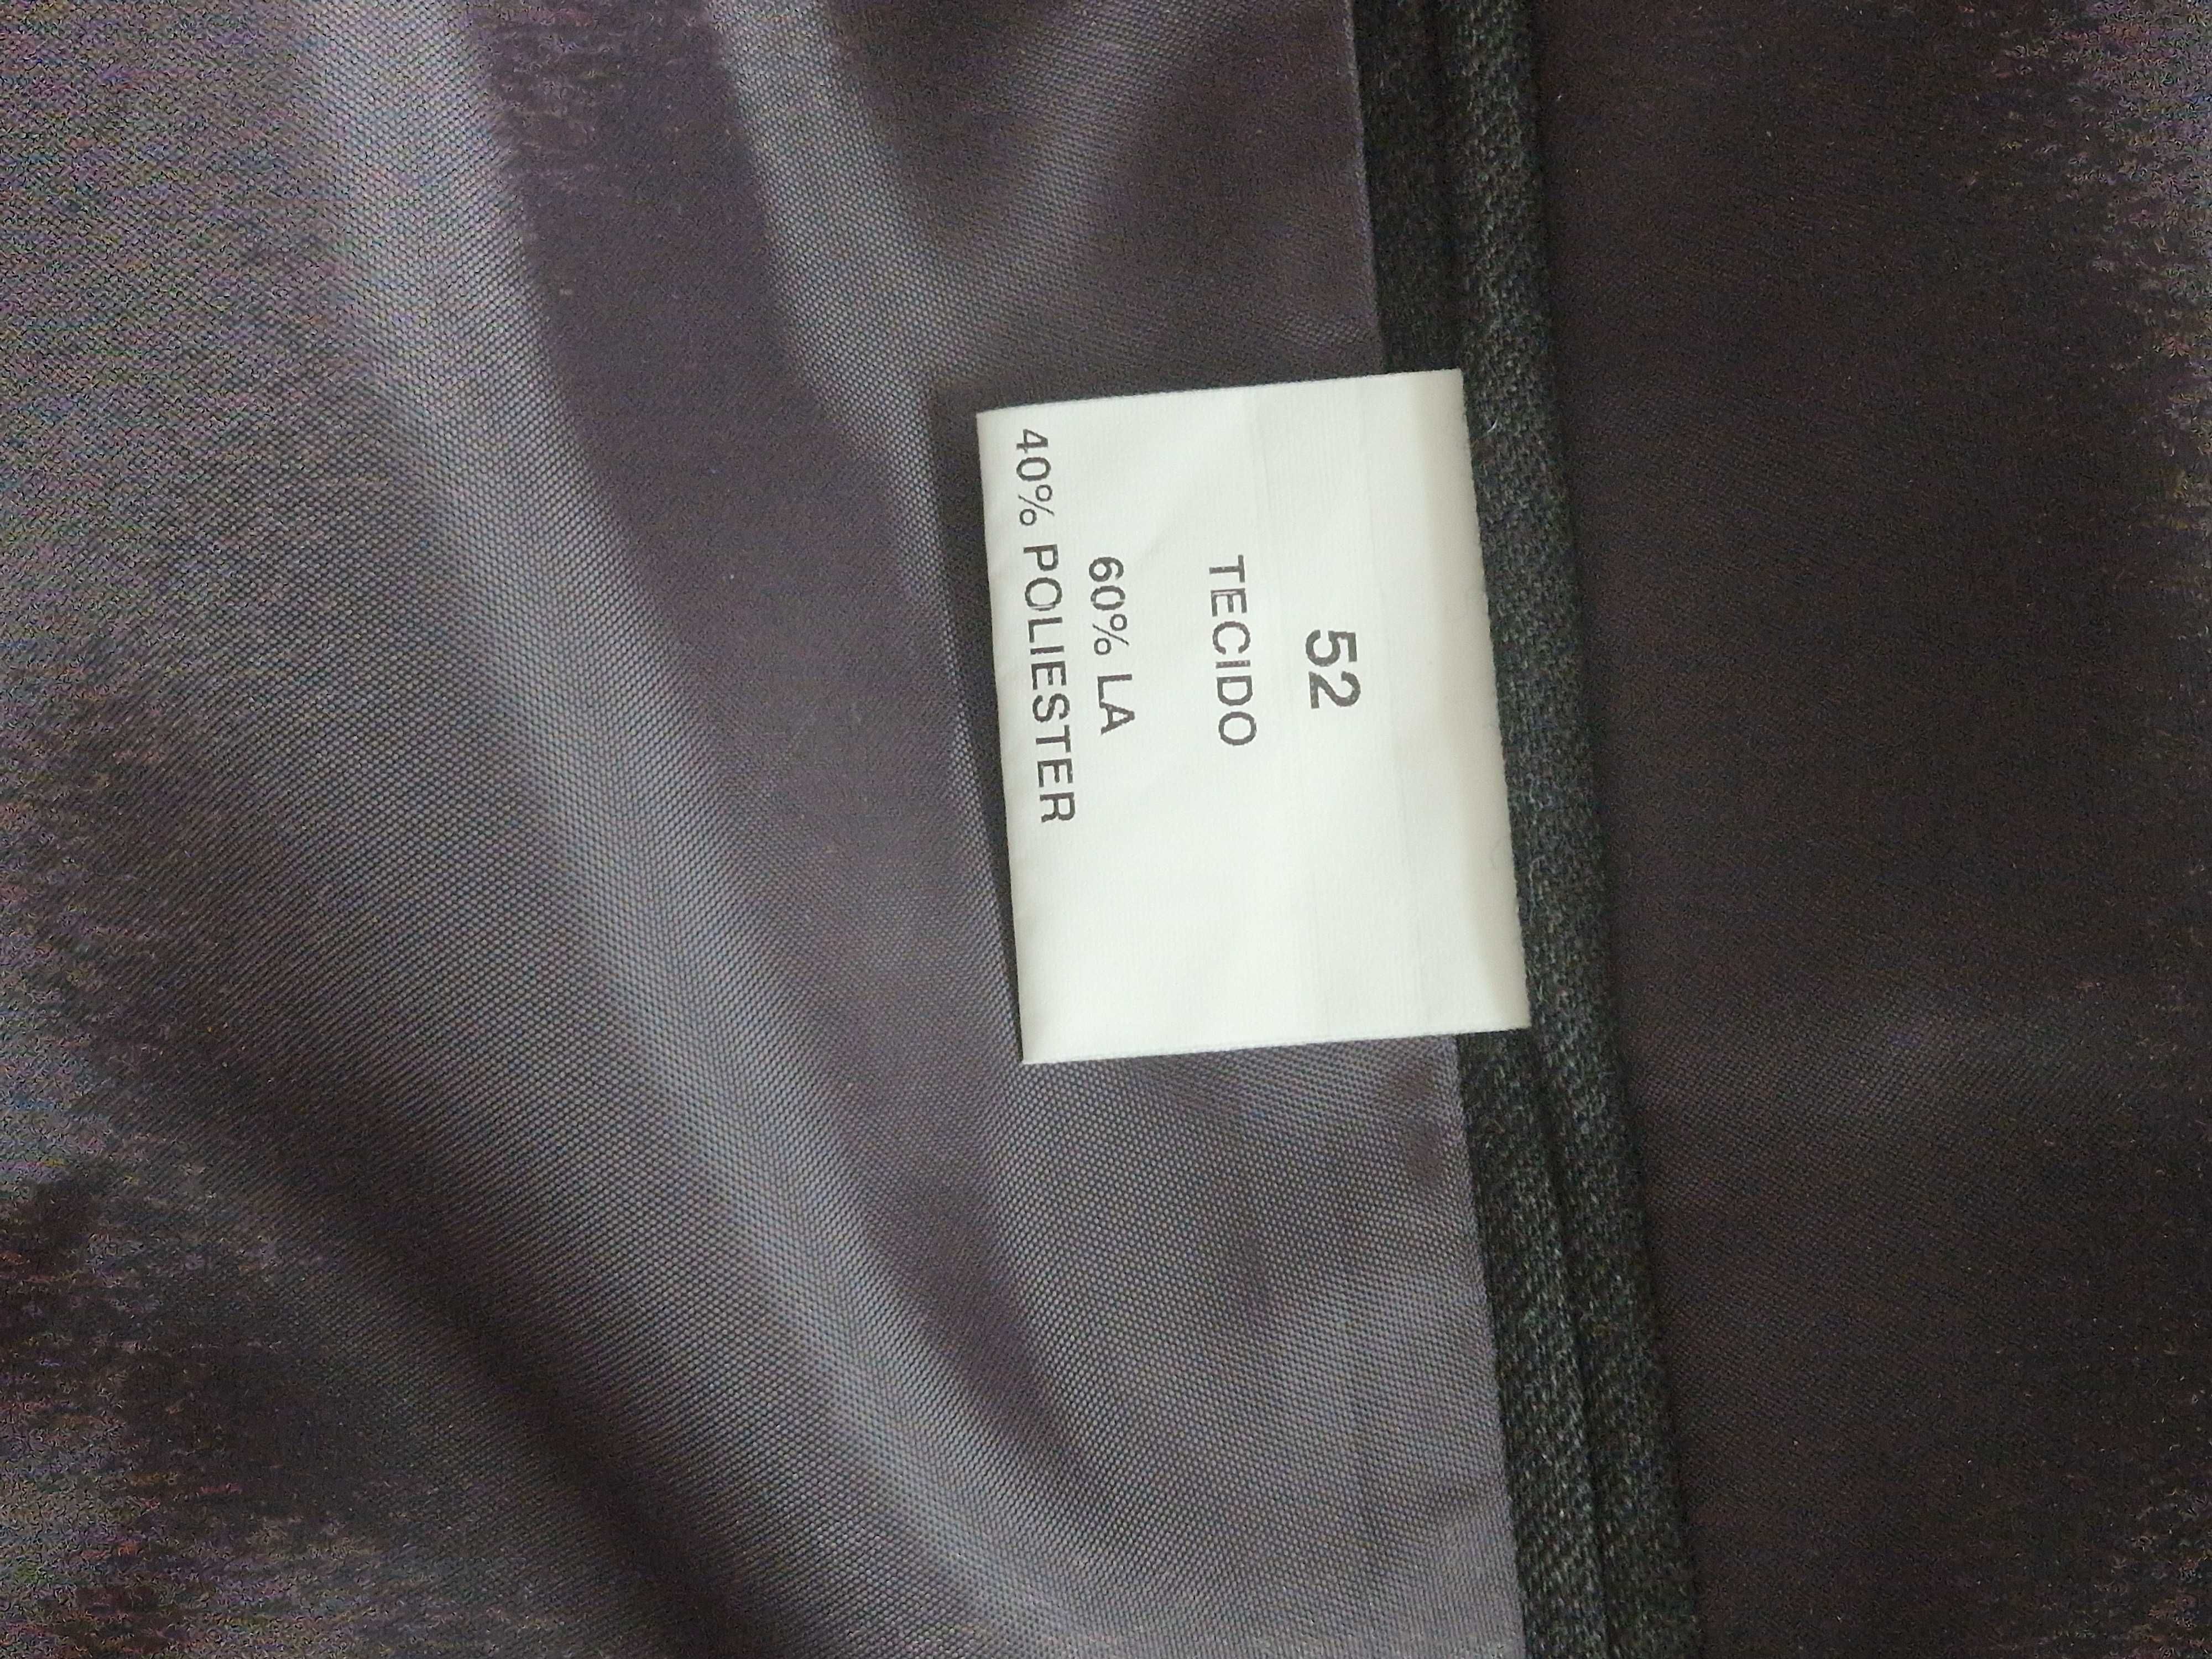 52
TECIDO
60% LA
40% POLIESTER